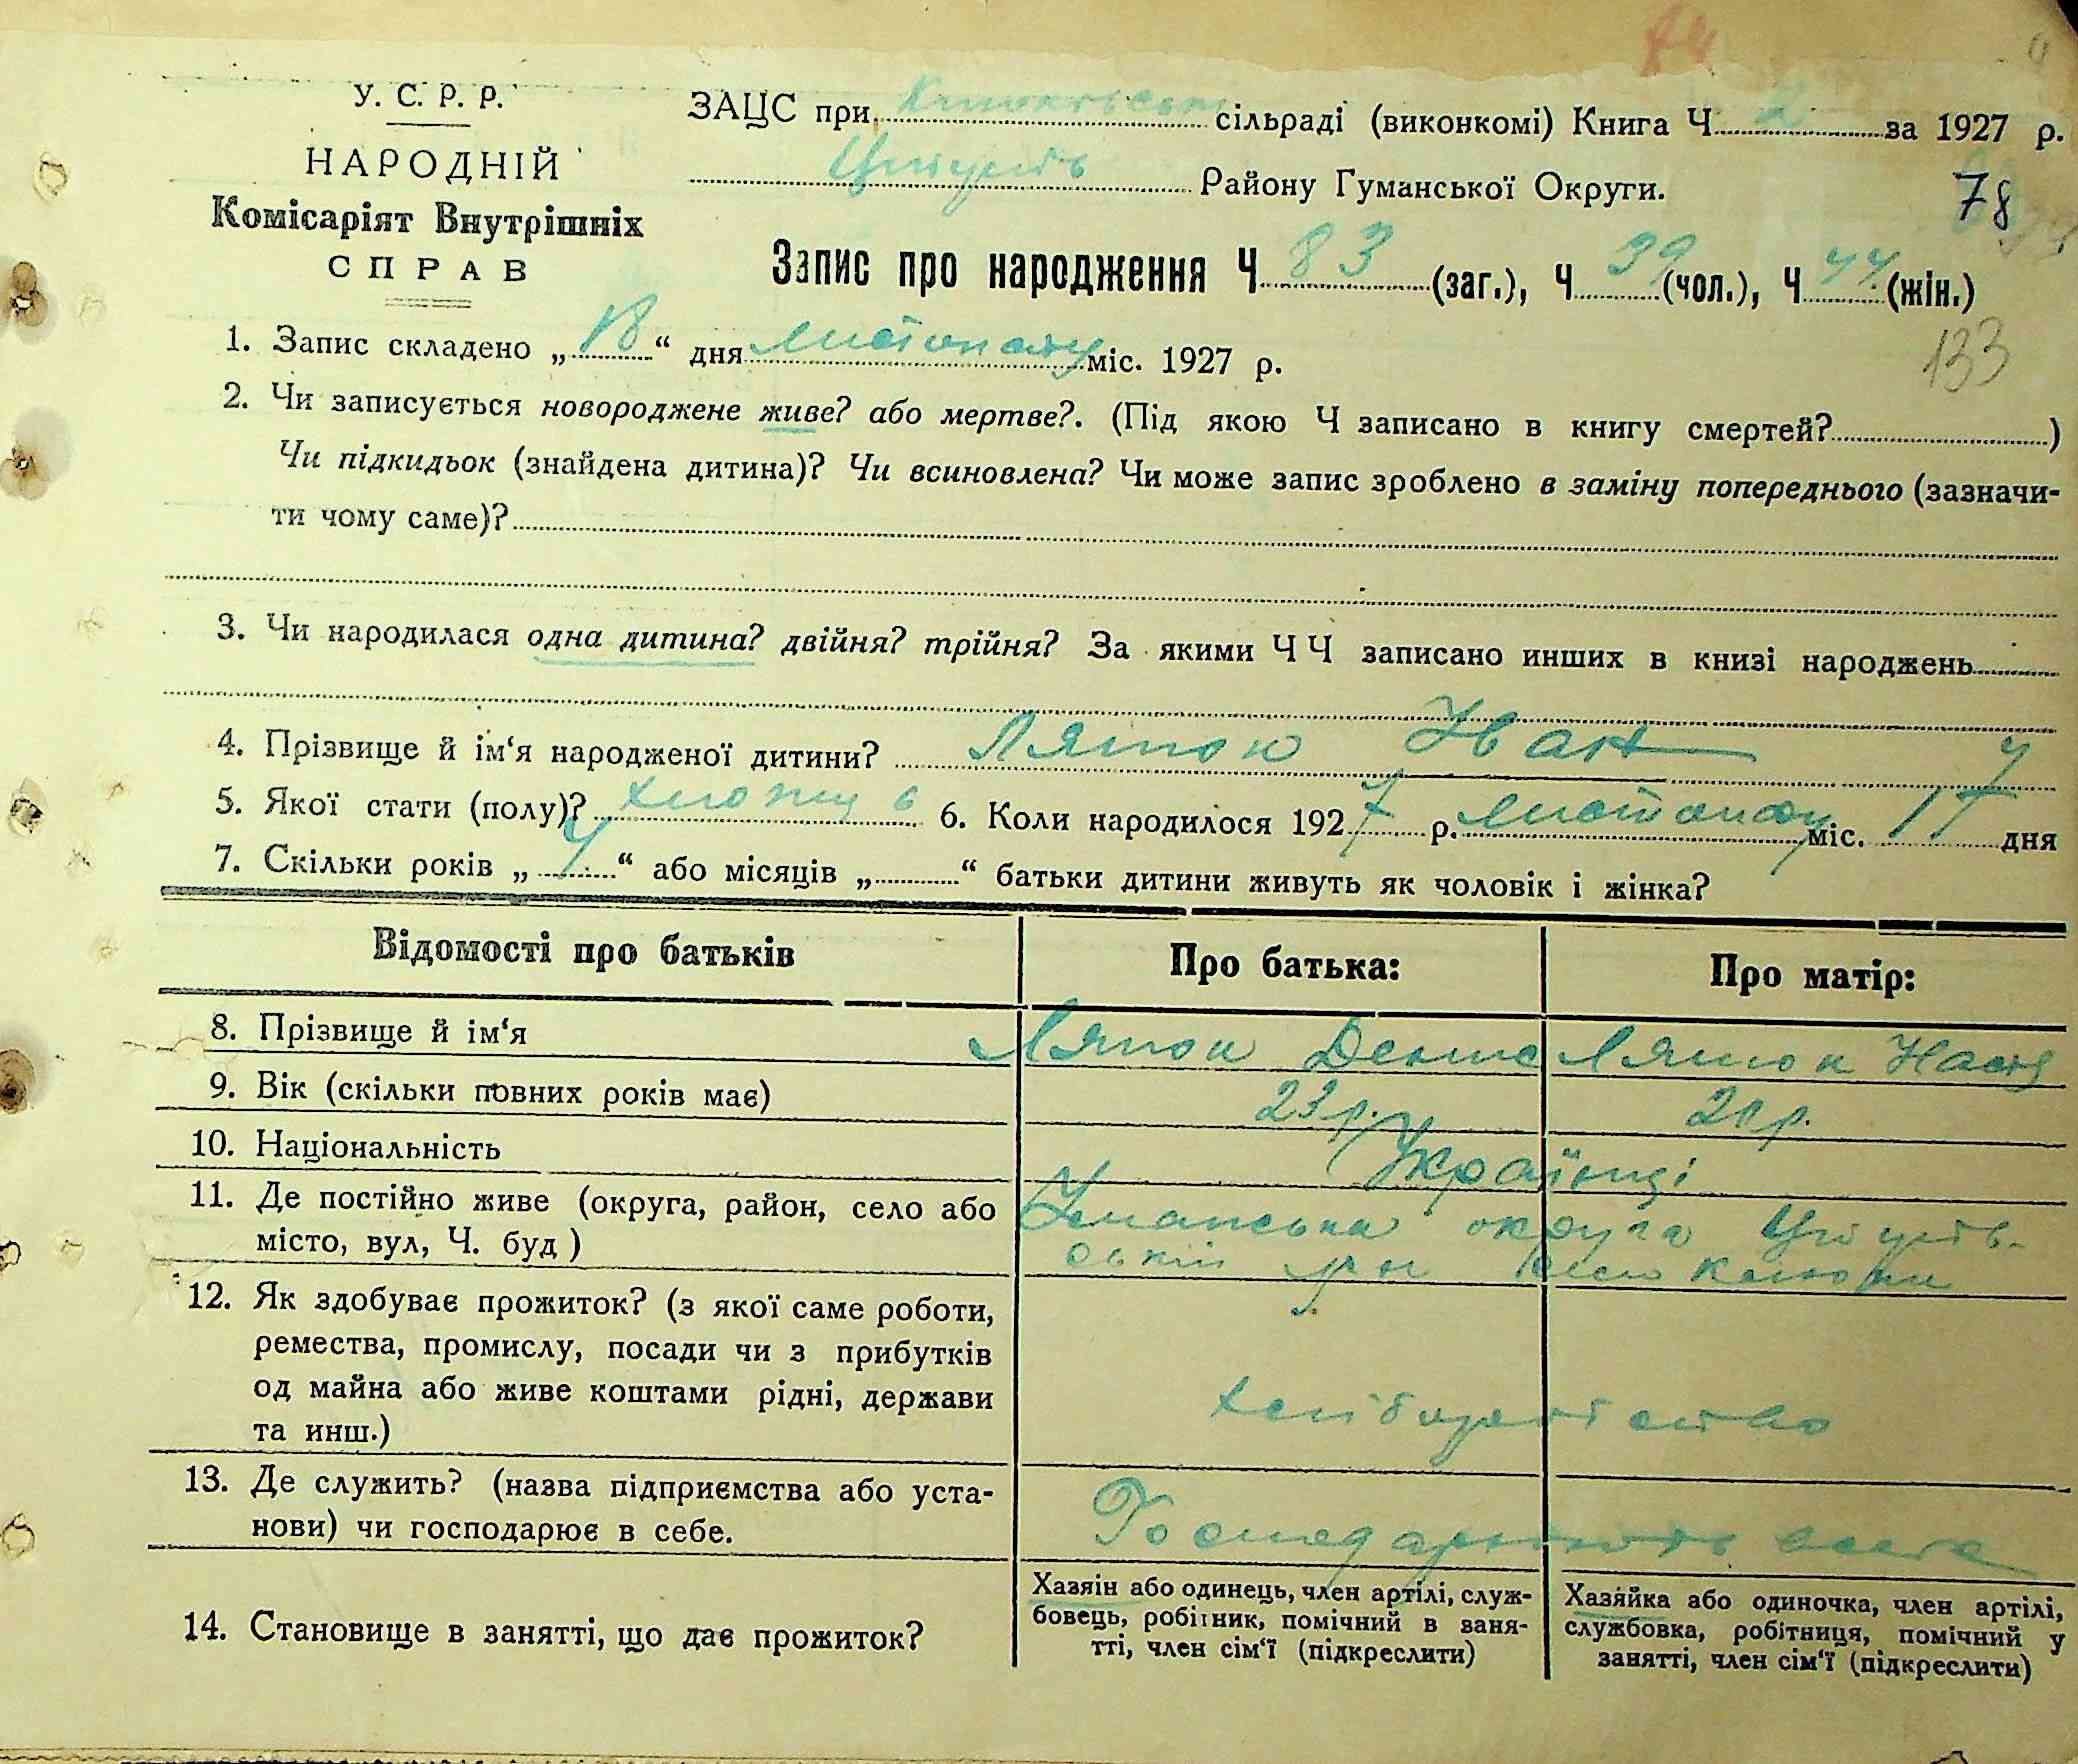 У. С. Р. Р.
НАРОДНІЙ
Комісаріят Внутрішніх
СПРАВ
ЗАЦС при сільраді (виконкомі) Книга Ч 2 за 1927 р.
Району Гуманської Округи.
78
Запис про народження Ч 83 (заг.), Ч 39 (чол.), Ч 44 (жін.)
133
1. Запис складено „18“ дня листопаду міс. 1927 р.
2. Чи записується новороджене живе? або мертве?. (Під якою Ч записано в книгу смертей? )
Чи підкидьок (знайдена дитина)? Чи всиновлена? Чи може запис зроблено в заміну попереднього (зазначи-
ти чому саме)?
3. Чи народилася одна дитина? двійня? трійня? За якими Ч Ч записано инших в книзі народжень
4. Прізвище й ім‘я народженої дитини? Іван
5. Якої стати (полу)? 6. Коли народилося 1927 р. листопаду міс. 17 дня
7. Скільки років „ “ або місяців „ “ батьки дитини живуть як чоловік і жінка?
Відомості про батьків
Про батька:
Про матір:
8. Прізвище й ім‘я
Денис
Настя
9. Вік (скільки повних років має)
23 р.
р.
10. Національність
Українці
11. Де постійно живе (округа, район, село або
місто, вул, Ч. буд )
Уманська округа
село
12. Як здобуває прожиток? (з якої саме роботи,
ремества, промислу, посади чи з прибутків
од майна або живе коштами рідні, держави
та инш.)
хліборобство
13. Де служить? (назва підприємства або уста-
нови) чи господарює в себе.
Господарюють
14. Становище в занятті, що дає прожиток?
Хазяін або одинець, член артілі, служ-
бовець, робітник, помічний в заня-
тті, член сім‘ї (підкреслити)
Хазяйка або одиночка, член артілі,
службовка, робітниця, помічний у
занятті, член сім‘ї (підкреслити)